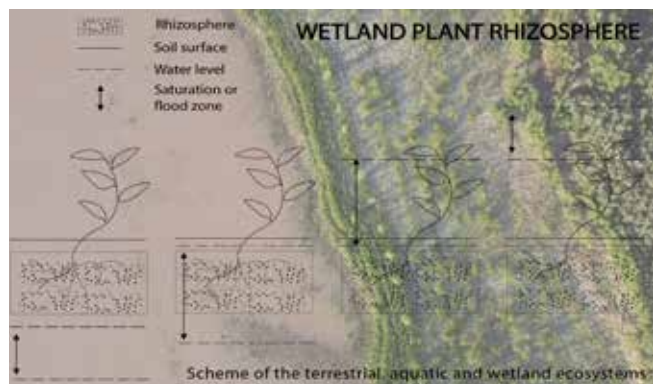 WETLAND PLANT RHIZOSPHERE
Rhizosphere
Soil surface
Water level
Saturation or
flood zone
Scheme of the terrestrial, aquatic and wetland ecosystems